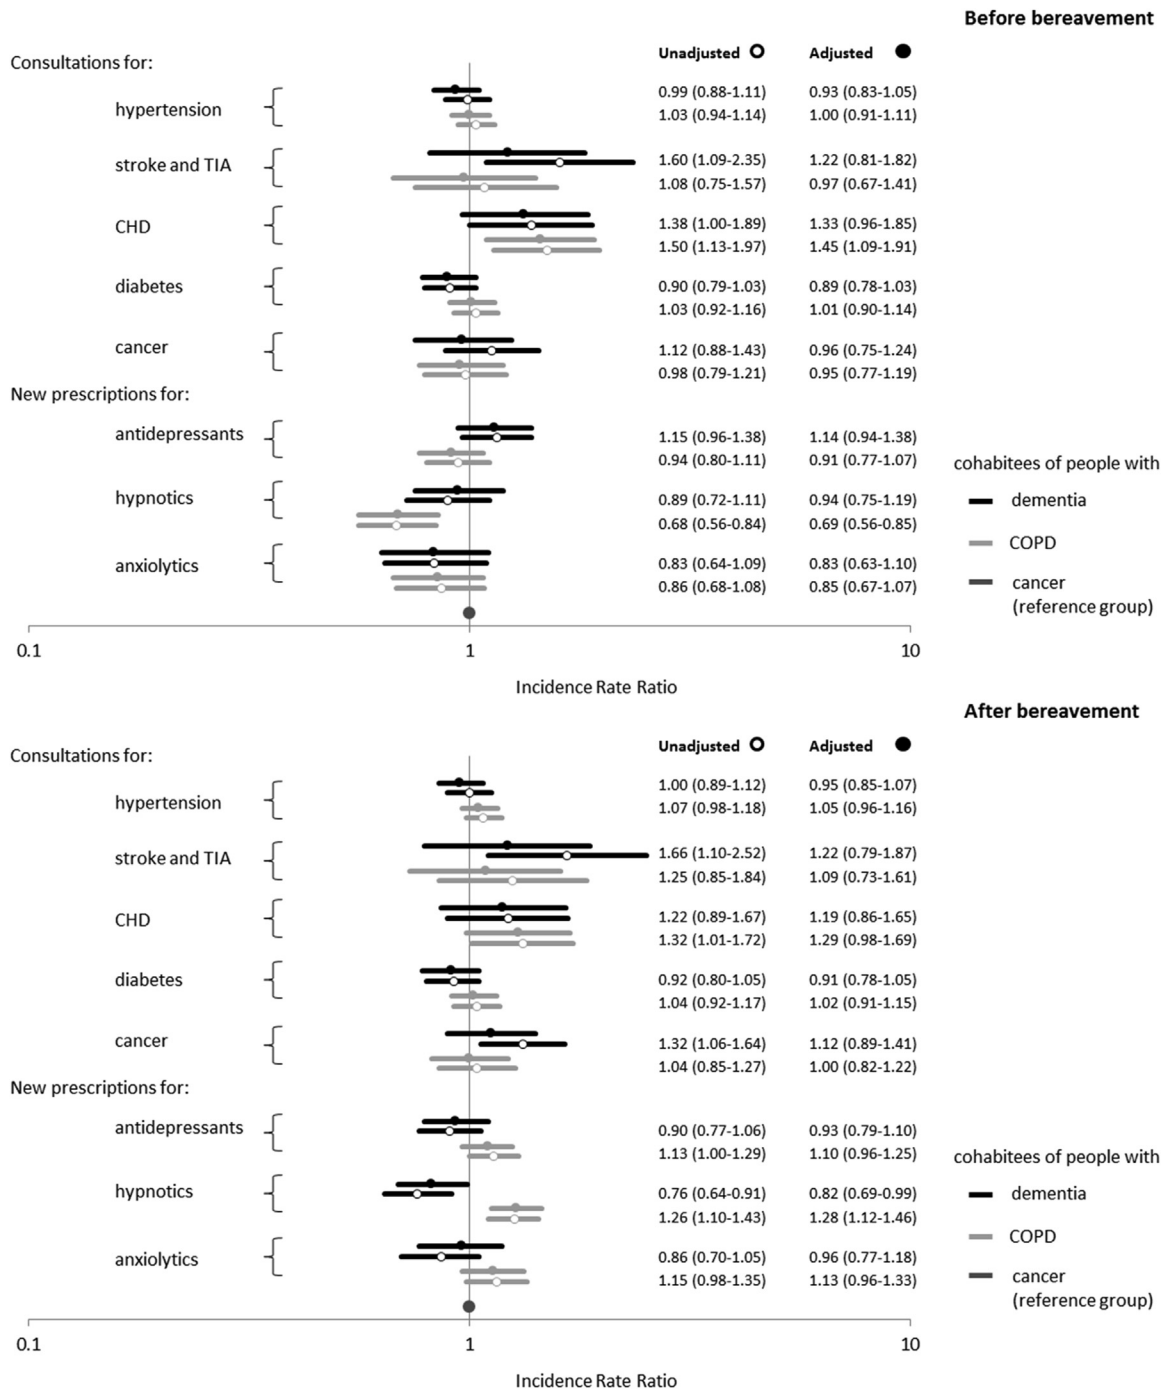 Before bereavement
Unadjusted Adjusted
Consultations for:
hypertension
0.99 (0.88-1.11) 0.93 (0.83-1.05)
1.03 (0.94-1.14) 1.00 (0.91-1.11)
stroke and TIA
1.60 (1.09-2.35) 1.22 (0.81-1.82)
1.08 (0.75-1.57) 0.97 (0.67-1.41)
CHD
1.38 (1.00-1.89) 1.33 (0.96-1.85)
1.50 (1.13-1.97) 1.45 (1.09-1.91)
diabetes
0.90 (0.79-1.03) 0.89 (0.78-1.03)
1.03 (0.92-1.16) 1.01 (0.90-1.14)
cancer
1.12 (0.88-1.43) 0.96 (0.75-1.24)
0.98 (0.79-1.21) 0.95 (0.77-1.19)
New prescriptions for:
antidepressants
1.15 (0.96-1.38) 1.14 (0.94-1.38)
0.94 (0.80-1.11) 0.91 (0.77-1.07)
hypnotics
0.89 (0.72-1.11) 0.94 (0.75-1.19)
0.68 (0.56-0.84) 0.69 (0.56-0.85)
anxiolytics
0.83 (0.64-1.09) 0.83 (0.63-1.10)
0.86 (0.68-1.08) 0.85 (0.67-1.07)
cohabitees of people with
dementia
COPD
cancer
(reference group)
0.1 1 10
Incidence Rate Ratio
After bereavement
Unadjusted Adjusted
Consultations for:
hypertension
1.00 (0.89-1.12) 0.95 (0.85-1.07)
1.07 (0.98-1.18) 1.05 (0.96-1.16)
stroke and TIA
1.66 (1.10-2.52) 1.22 (0.79-1.87)
1.25 (0.85-1.84) 1.09 (0.73-1.61)
CHD
1.22 (0.89-1.67) 1.19 (0.86-1.65)
1.32 (1.01-1.72) 1.29 (0.98-1.69)
diabetes
0.92 (0.80-1.05) 0.91 (0.78-1.05)
1.04 (0.92-1.17) 1.02 (0.91-1.15)
cancer
1.32 (1.06-1.64) 1.12 (0.89-1.41)
1.04 (0.85-1.27) 1.00 (0.82-1.22)
New prescriptions for:
antidepressants
0.90 (0.77-1.06) 0.93 (0.79-1.10)
1.13 (1.00-1.29) 1.10 (0.96-1.25)
hypnotics
0.76 (0.64-0.91) 0.82 (0.69-0.99)
1.26 (1.10-1.43) 1.28 (1.12-1.46)
anxiolytics
0.86 (0.70-1.05) 0.96 (0.77-1.18)
1.15 (0.98-1.35) 1.13 (0.96-1.33)
cohabitees of people with
dementia
COPD
cancer
(reference group)
0.1 1 10
Incidence Rate Ratio